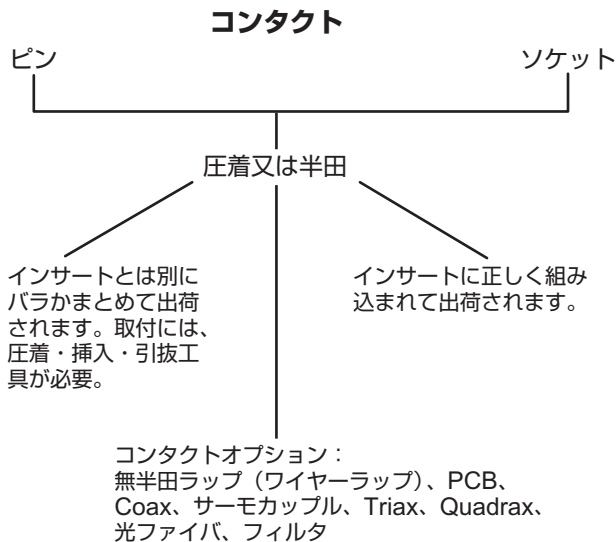 コンタクト
ピン
ソケット
圧着又は半田
インサートとは別に
バラかまとめて出荷
されます。取付には、
圧着・挿入・引抜工
具が必要。
インサートに正しく組み
込まれて出荷されます。
コンタクトオプション：
無半田ラップ（ワイヤーラップ）、PCB、
Coax、サーモカップル、Triax、Quadrax、
光ファイバ、フィルタ